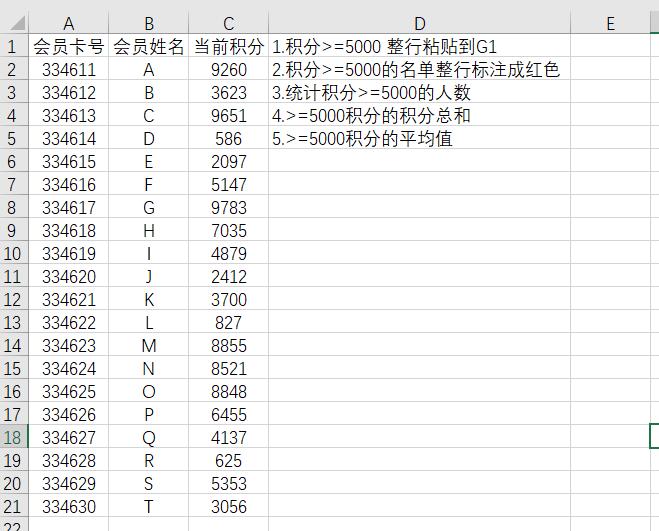 A B C D E
1 会员卡号 会员姓名 当前积分 1.积分>=5000 整行粘贴到G1
2 334611 A 9260 2.积分>=5000的名单整行标注成红色
3 334612 B 3623 3.统计积分>=5000的人数
4 334613 C 9651 4.>=5000积分的积分总和
5 334614 D 586 5.>=5000积分的平均值
6 334615 E 2097
7 334616 F 5147
8 334617 G 9783
9 334618 H 7035
10 334619 I 4879
11 334620 J 2412
12 334621 K 3700
13 334622 L 827
14 334623 M 8855
15 334624 N 8521
16 334625 O 8848
17 334626 P 6455
18 334627 Q 4137
19 334628 R 625
20 334629 S 5353
21 334630 T 3056
22